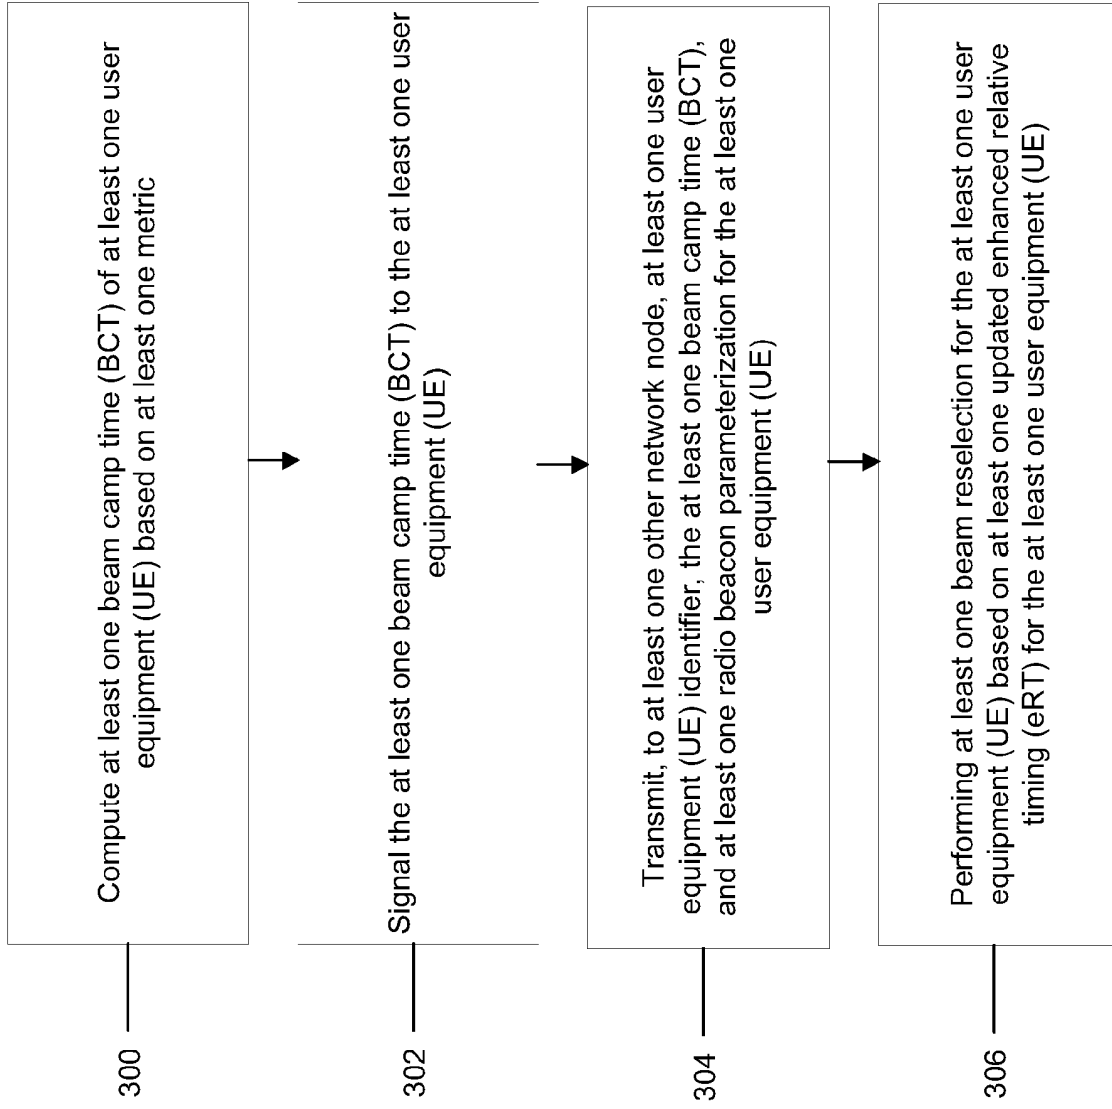 300
Compute at least one beam camp time (BCT) of at least one user
equipment (UE) based on at least one metric
302
Signal the at least one beam camp time (BCT) to the at least one user
equipment (UE)
304
Transmit, to at least one other network node, at least one user
equipment (UE) identifier, the at least one beam camp time (BCT),
and at least one radio beacon parameterization for the at least one
user equipment (UE)
306
Performing at least one beam reselection for the at least one user
equipment (UE) based on at least one updated enhanced relative
timing (eRT) for the at least one user equipment (UE)